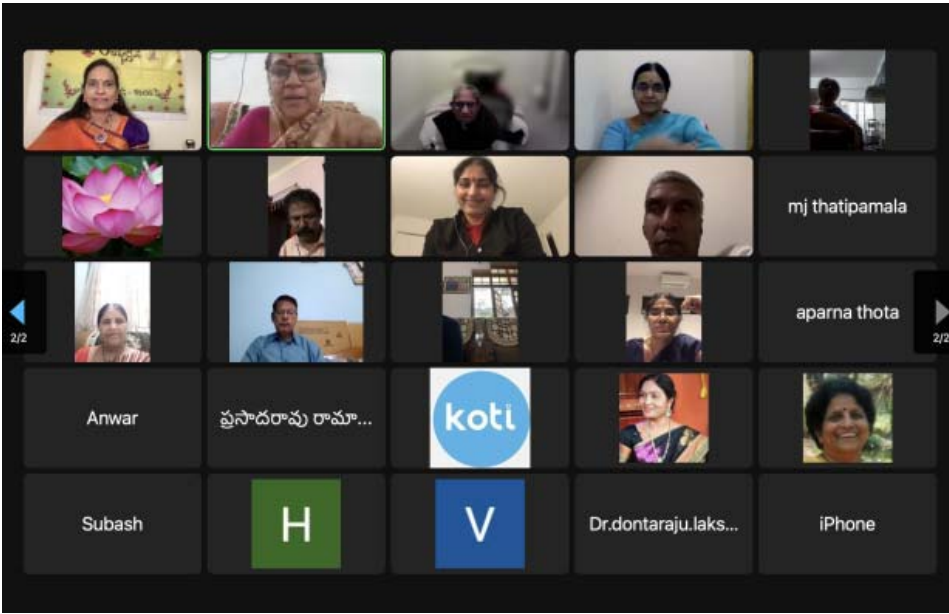 mj thatipamala
2/2
2/2
aparna thota
Anwar
ప్రసాదరావు రామా...
koti
Subash
H
V
Dr.dontaraju.laks...
iPhone